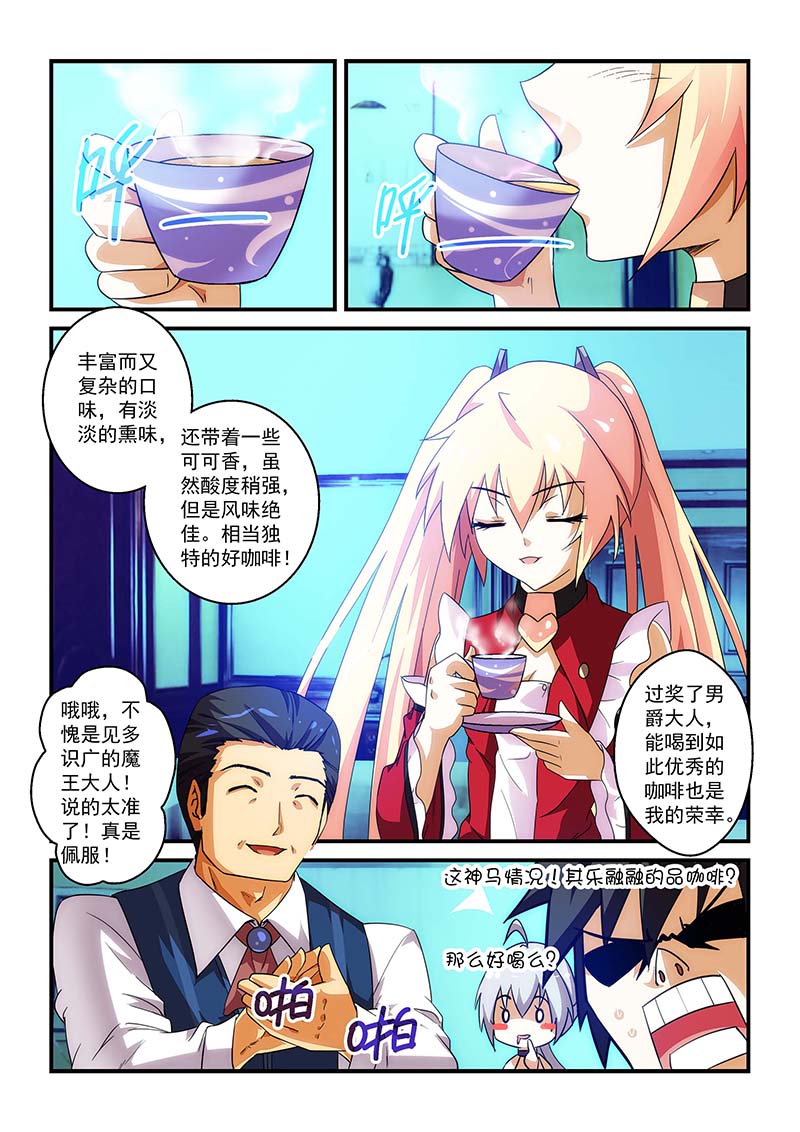 呼
呼
丰富而又
复杂的口
味，有淡
淡的熏味，
还带着一些
可可香，虽
然酸度稍强，
但是风味绝
佳。相当独
特的好咖啡！
哦哦，不
愧是见多
识广的魔
王大人！
说的太准
了！真是
佩服！
过奖了男
爵大人，
能喝到如
此优秀的
咖啡也是
我的荣幸。
这神马情况！其乐融融的品咖啡？
那么好喝么？
啪
啪